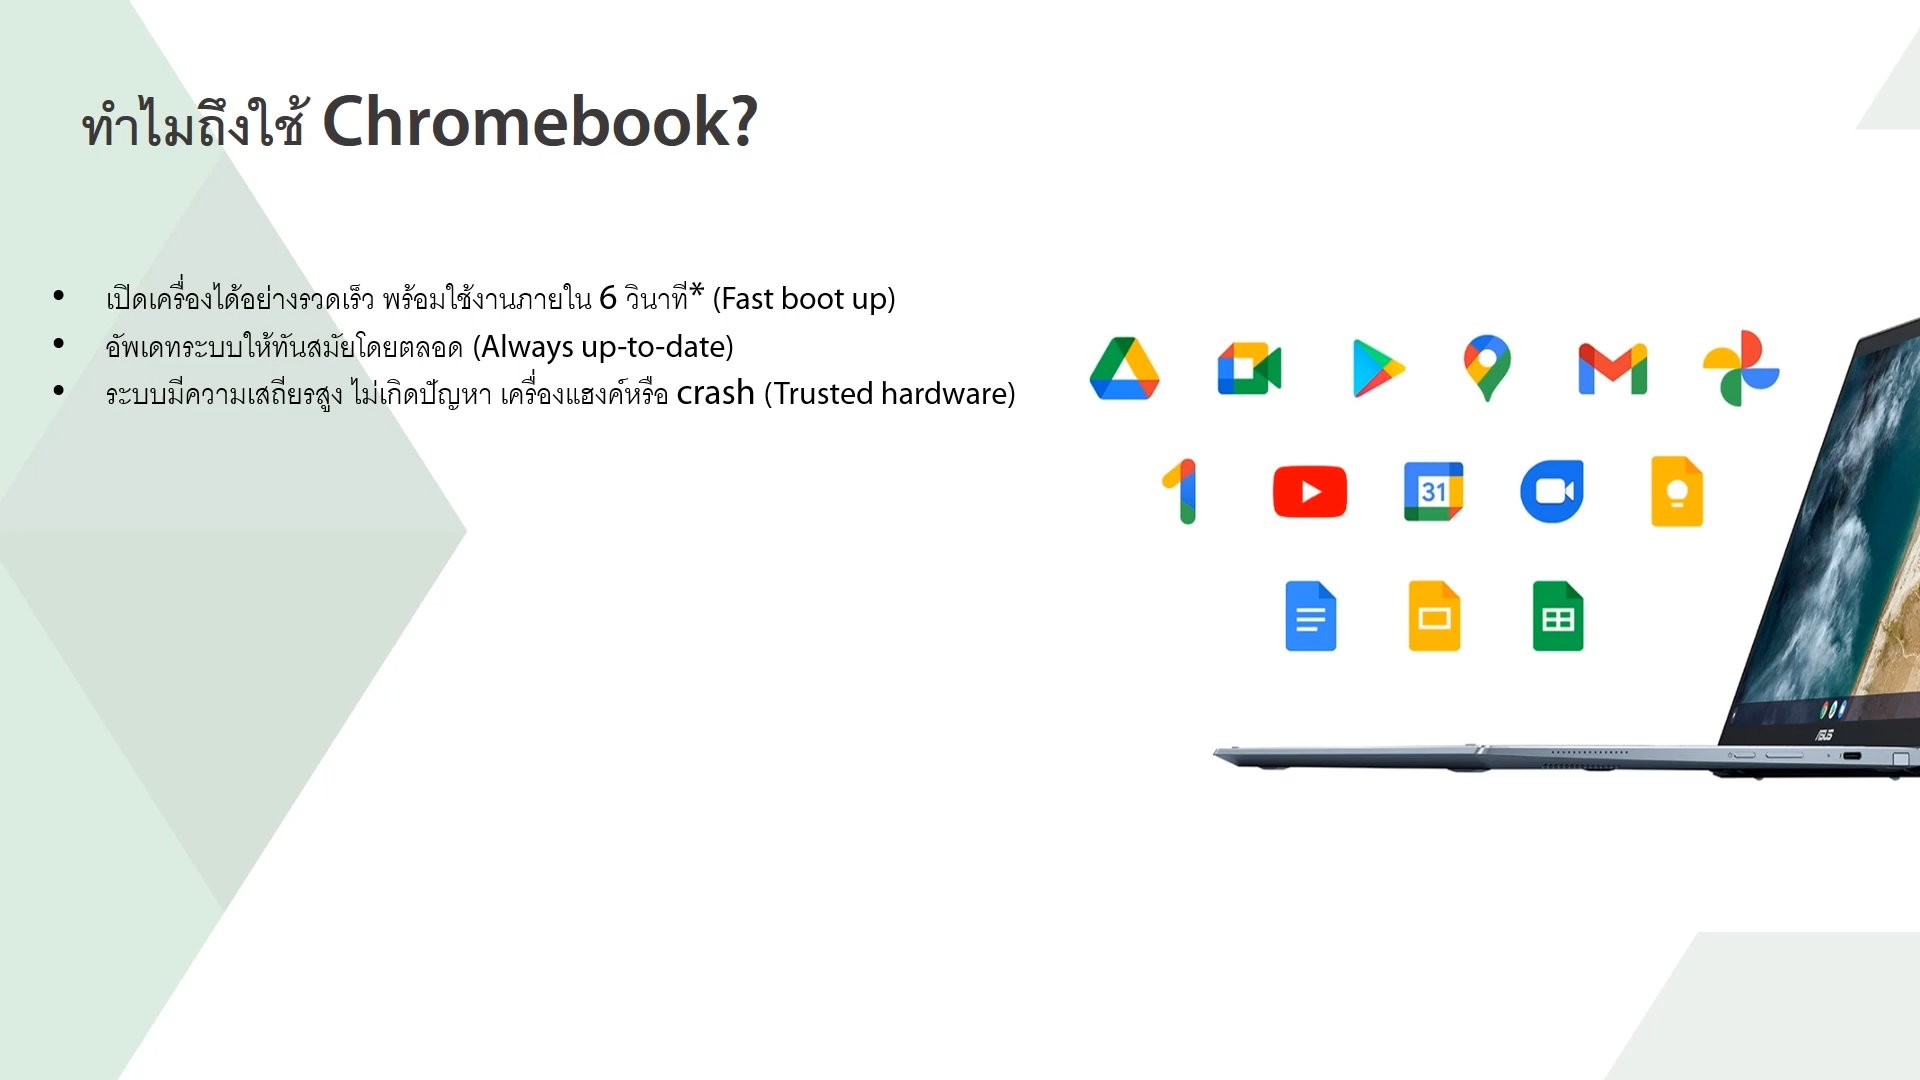 ทำไมถึงใช้ Chromebook?
• เปิดเครื่องได้อย่างรวดเร็ว พร้อมใช้งานภายใน 6 วินาที* (Fast boot up)
• อัพเดทระบบให้ทันสมัยโดยตลอด (Always up-to-date)
• ระบบมีความเสถียรสูง ไม่เกิดปัญหา เครื่องแฮงค์หรือ crash (Trusted hardware)
31
ASUS